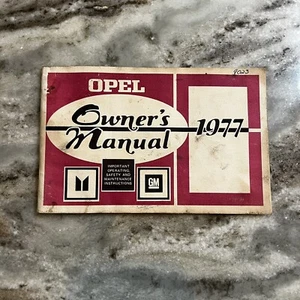 OPEL
Owner's
Manual
1977
IMPORTANT
OPERATING,
SAFETY AND
MAINTENANCE
INSTRUCTIONS
GM